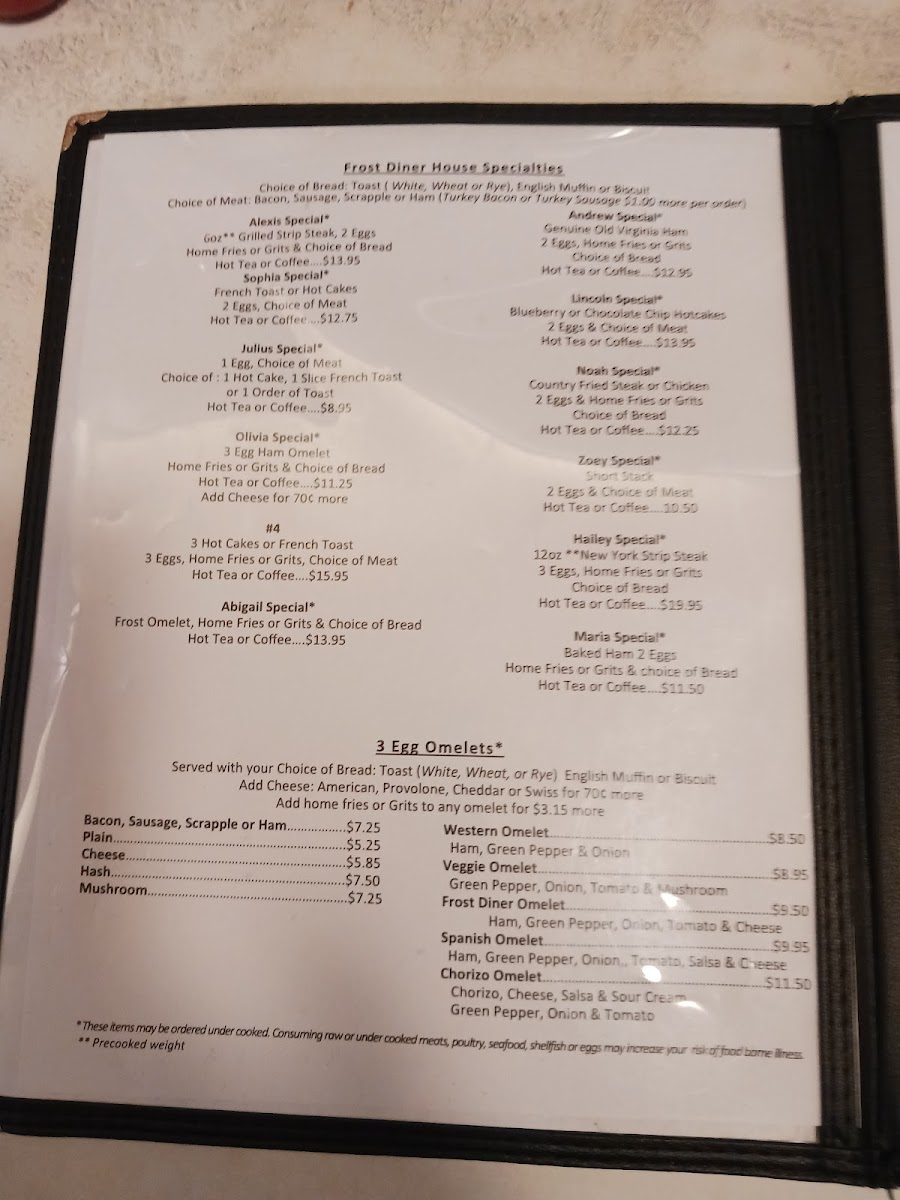 Frost Diner House Specialties
Choice of Bread: Toast ( White, Wheat or Rye), English Muffin or Biscuit
Choice of Meat: Bacon, Sausage, Scrapple or Ham (Turkey Bacon or Turkey Sausage $1.00 more per order)
Alexis Special*
6oz** Grilled Strip Steak, 2 Eggs
Home Fries or Grits & Choice of Bread
Hot Tea or Coffee....$13.95
Sophia Special*
French Toast or Hot Cakes
2 Eggs, Choice of Meat
Hot Tea or Coffee....$12.75
Julius Special*
1 Egg, Choice of Meat
Choice of : 1 Hot Cake, 1 Slice French Toast
or 1 Order of Toast
Hot Tea or Coffee....$8.95
Olivia Special*
3 Egg Ham Omelet
Home Fries or Grits & Choice of Bread
Hot Tea or Coffee....$11.25
Add Cheese for 70¢ more
#4
3 Hot Cakes or French Toast
3 Eggs, Home Fries or Grits, Choice of Meat
Hot Tea or Coffee....$15.95
Abigail Special*
Frost Omelet, Home Fries or Grits & Choice of Bread
Hot Tea or Coffee....$13.95
Andrew Special*
Genuine Old Virginia Ham
2 Eggs, Home Fries or Grits
Choice of Bread
Hot Tea or Coffee....$12.95
Lincoln Special*
Blueberry or Chocolate Chip Hotcakes
2 Eggs & Choice of Meat
Hot Tea or Coffee....$13.95
Noah Special*
Country Fried Steak or Chicken
2 Eggs & Home Fries or Grits
Choice of Bread
Hot Tea or Coffee....$12.25
Zoey Special*
Short Stack
2 Eggs & Choice of Meat
Hot Tea or Coffee....10.50
Hailey Special*
12oz **New York Strip Steak
3 Eggs, Home Fries or Grits
Choice of Bread
Hot Tea or Coffee....$19.95
Maria Special*
Baked Ham 2 Eggs
Home Fries or Grits & choice of Bread
Hot Tea or Coffee....$11.50
3 Egg Omelets*
Served with your Choice of Bread: Toast (White, Wheat, or Rye) English Muffin or Biscuit
Add Cheese: American, Provolone, Cheddar or Swiss for 70¢ more
Add home fries or Grits to any omelet for $3.15 more
Bacon, Sausage, Scrapple or Ham.................$7.25
Plain.................$5.25
Cheese.................$5.85
Hash.................$7.50
Mushroom.................$7.25
Western Omelet.................$8.50
Ham, Green Pepper & Onion
Veggie Omelet.................$8.95
Green Pepper, Onion, Tomato & Mushroom
Frost Diner Omelet.................$9.50
Ham, Green Pepper, Onion, Tomato & Cheese
Spanish Omelet.................$9.95
Ham, Green Pepper, Onion,, Tomato, Salsa & Cheese
Chorizo Omelet.................$11.50
Chorizo, Cheese, Salsa & Sour Cream
Green Pepper, Onion & Tomato
*These items may be ordered under cooked. Consuming raw or under cooked meats, poultry, seafood, shellfish or eggs may increase your risk of food borne illness.
** Precooked weight